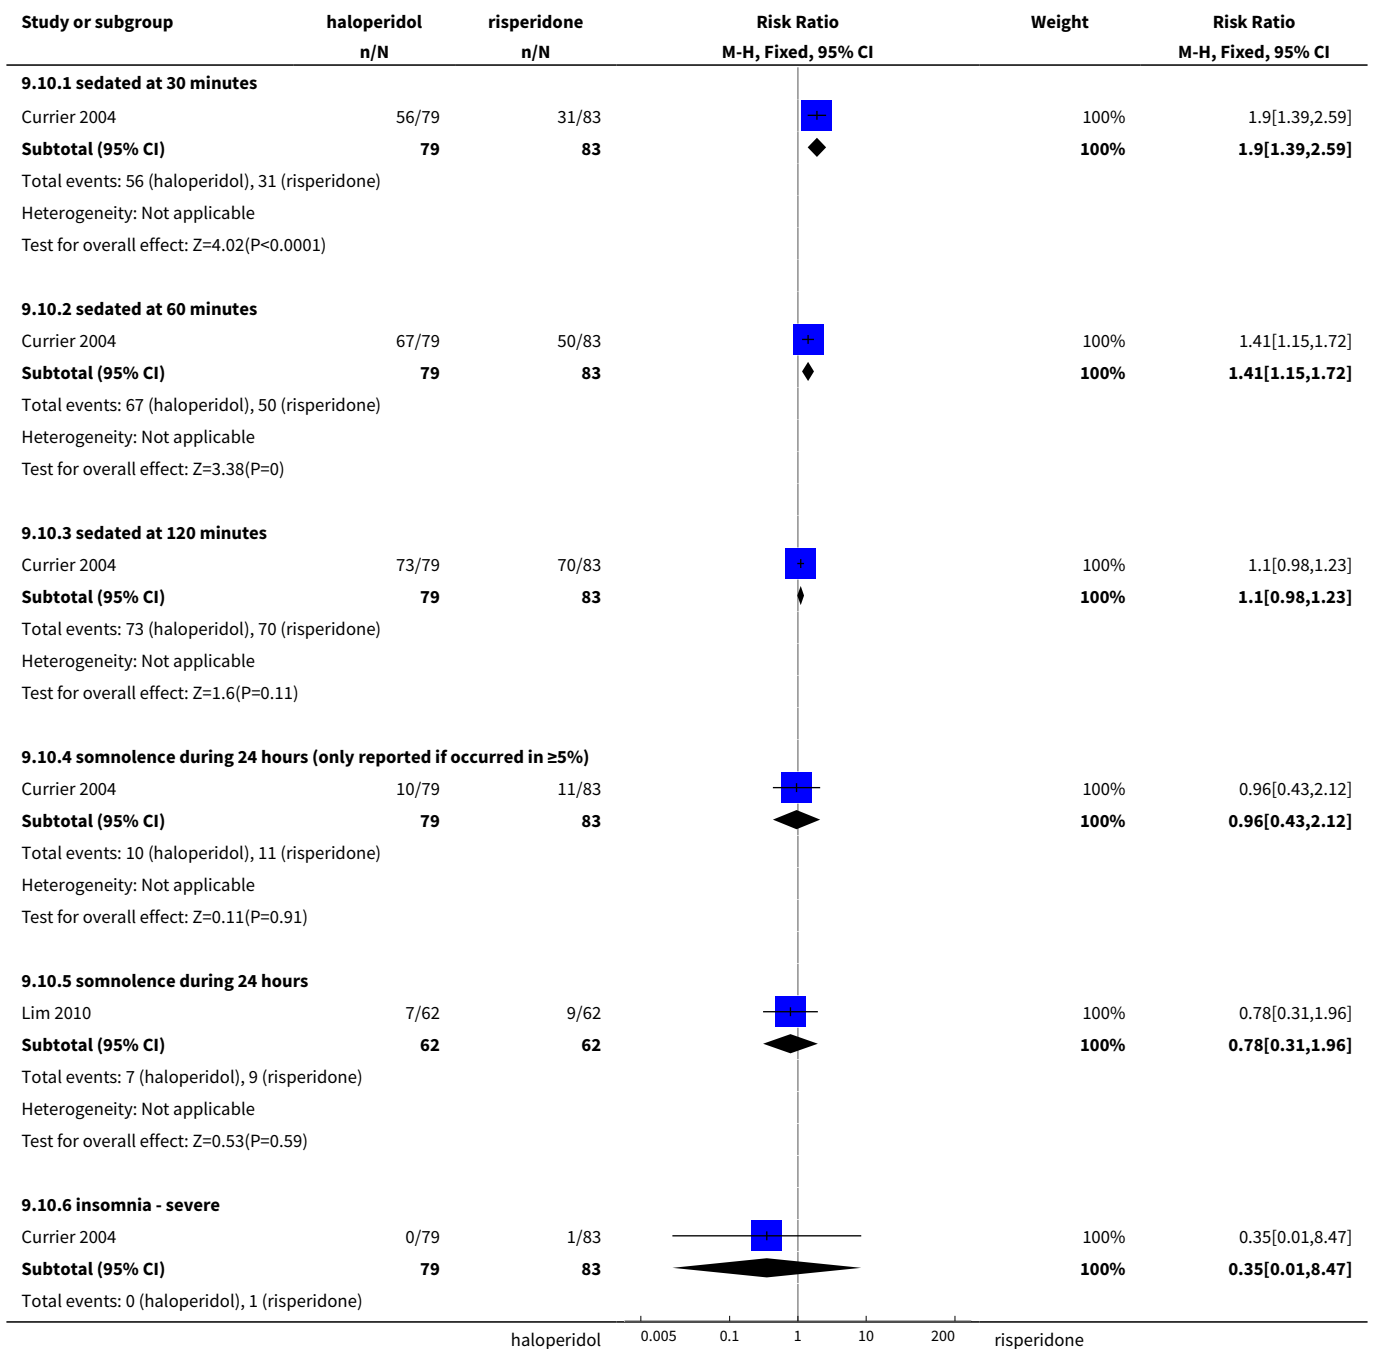 Study or subgroup haloperidol risperidone Risk Ratio Weight Risk Ratio
n/N n/N M-H, Fixed, 95% CI M-H, Fixed, 95% CI
9.10.1 sedated at 30 minutes
Currier 2004 56/79 31/83 100% 1.9[1.39,2.59]
Subtotal (95% CI) 79 83 100% 1.9[1.39,2.59]
Total events: 56 (haloperidol), 31 (risperidone)
Heterogeneity: Not applicable
Test for overall effect: Z=4.02(P<0.0001)
9.10.2 sedated at 60 minutes
Currier 2004 67/79 50/83 100% 1.41[1.15,1.72]
Subtotal (95% CI) 79 83 100% 1.41[1.15,1.72]
Total events: 67 (haloperidol), 50 (risperidone)
Heterogeneity: Not applicable
Test for overall effect: Z=3.38(P=0)
9.10.3 sedated at 120 minutes
Currier 2004 73/79 70/83 100% 1.1[0.98,1.23]
Subtotal (95% CI) 79 83 100% 1.1[0.98,1.23]
Total events: 73 (haloperidol), 70 (risperidone)
Heterogeneity: Not applicable
Test for overall effect: Z=1.6(P=0.11)
9.10.4 somnolence during 24 hours (only reported if occurred in ≥5%)
Currier 2004 10/79 11/83 100% 0.96[0.43,2.12]
Subtotal (95% CI) 79 83 100% 0.96[0.43,2.12]
Total events: 10 (haloperidol), 11 (risperidone)
Heterogeneity: Not applicable
Test for overall effect: Z=0.11(P=0.91)
9.10.5 somnolence during 24 hours
Lim 2010 7/62 9/62 100% 0.78[0.31,1.96]
Subtotal (95% CI) 62 62 100% 0.78[0.31,1.96]
Total events: 7 (haloperidol), 9 (risperidone)
Heterogeneity: Not applicable
Test for overall effect: Z=0.53(P=0.59)
9.10.6 insomnia - severe
Currier 2004 0/79 1/83 100% 0.35[0.01,8.47]
Subtotal (95% CI) 79 83 100% 0.35[0.01,8.47]
Total events: 0 (haloperidol), 1 (risperidone)
haloperidol 0.005 0.1 1 10 200 risperidone